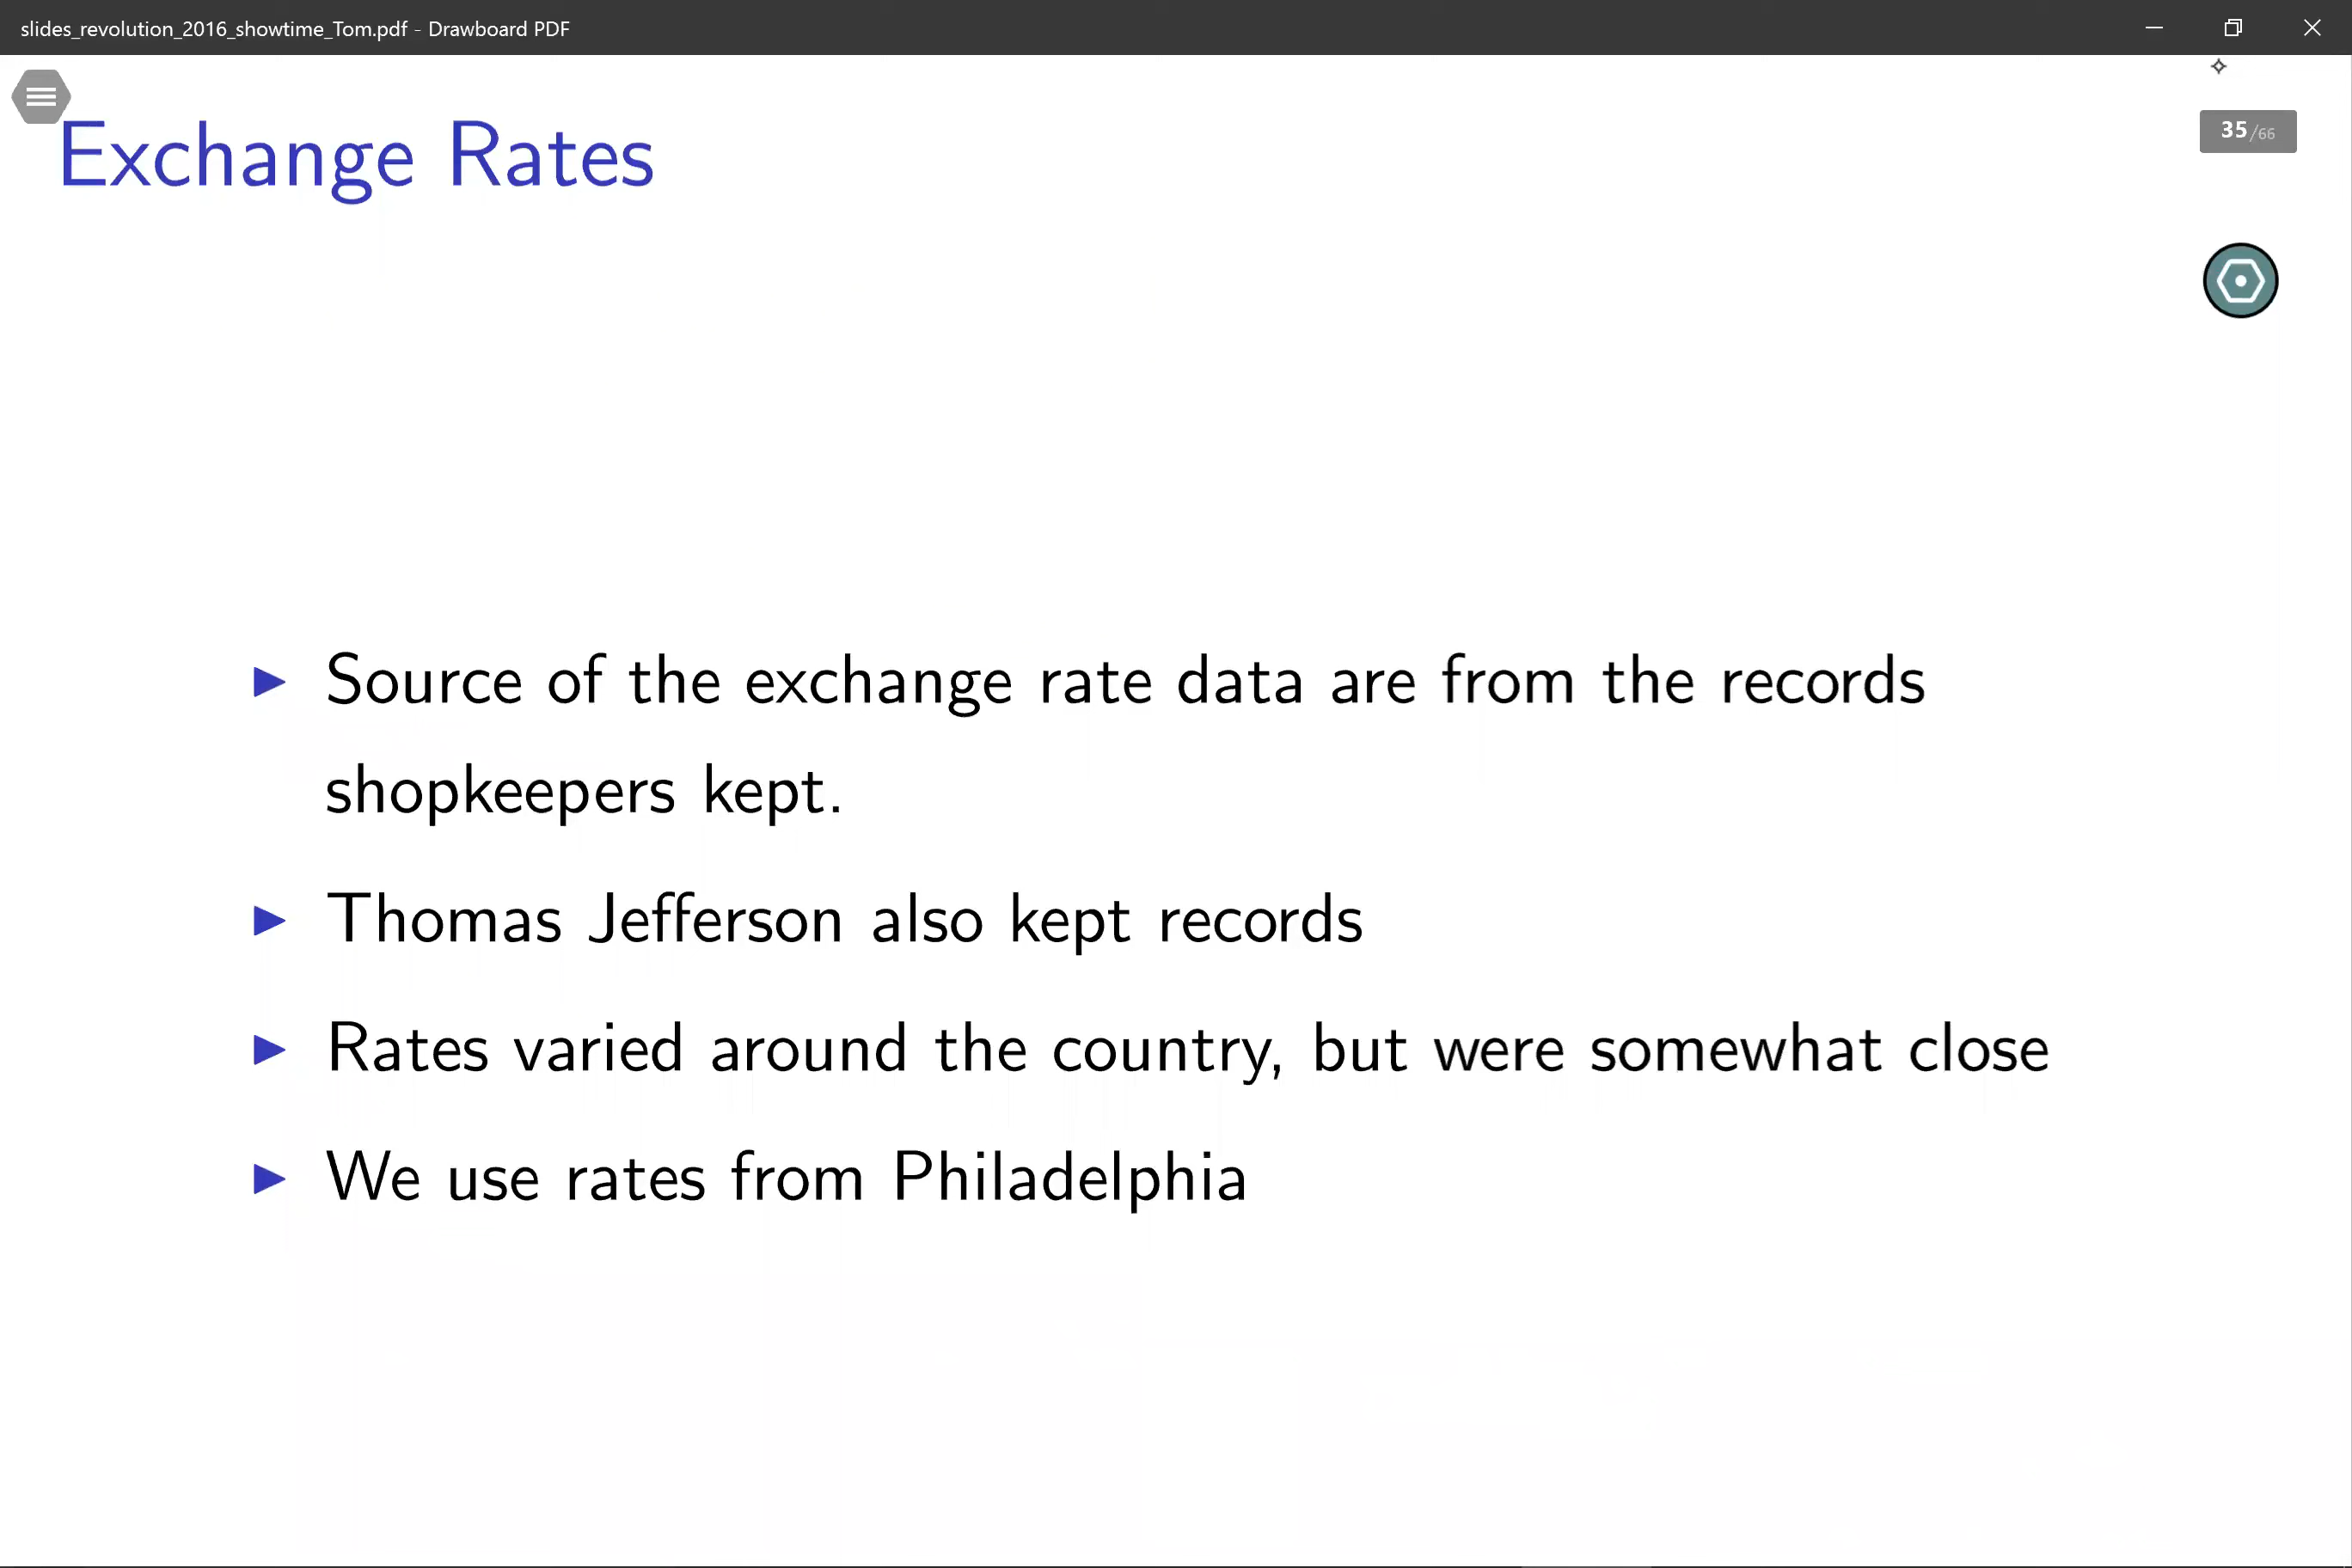 slides_revolution_2016_showtime_Tom.pdf - Drawboard PDF
35/66
Exchange Rates
Source of the exchange rate data are from the records
shopkeepers kept.
Thomas Jefferson also kept records
Rates varied around the country, but were somewhat close
We use rates from Philadelphia